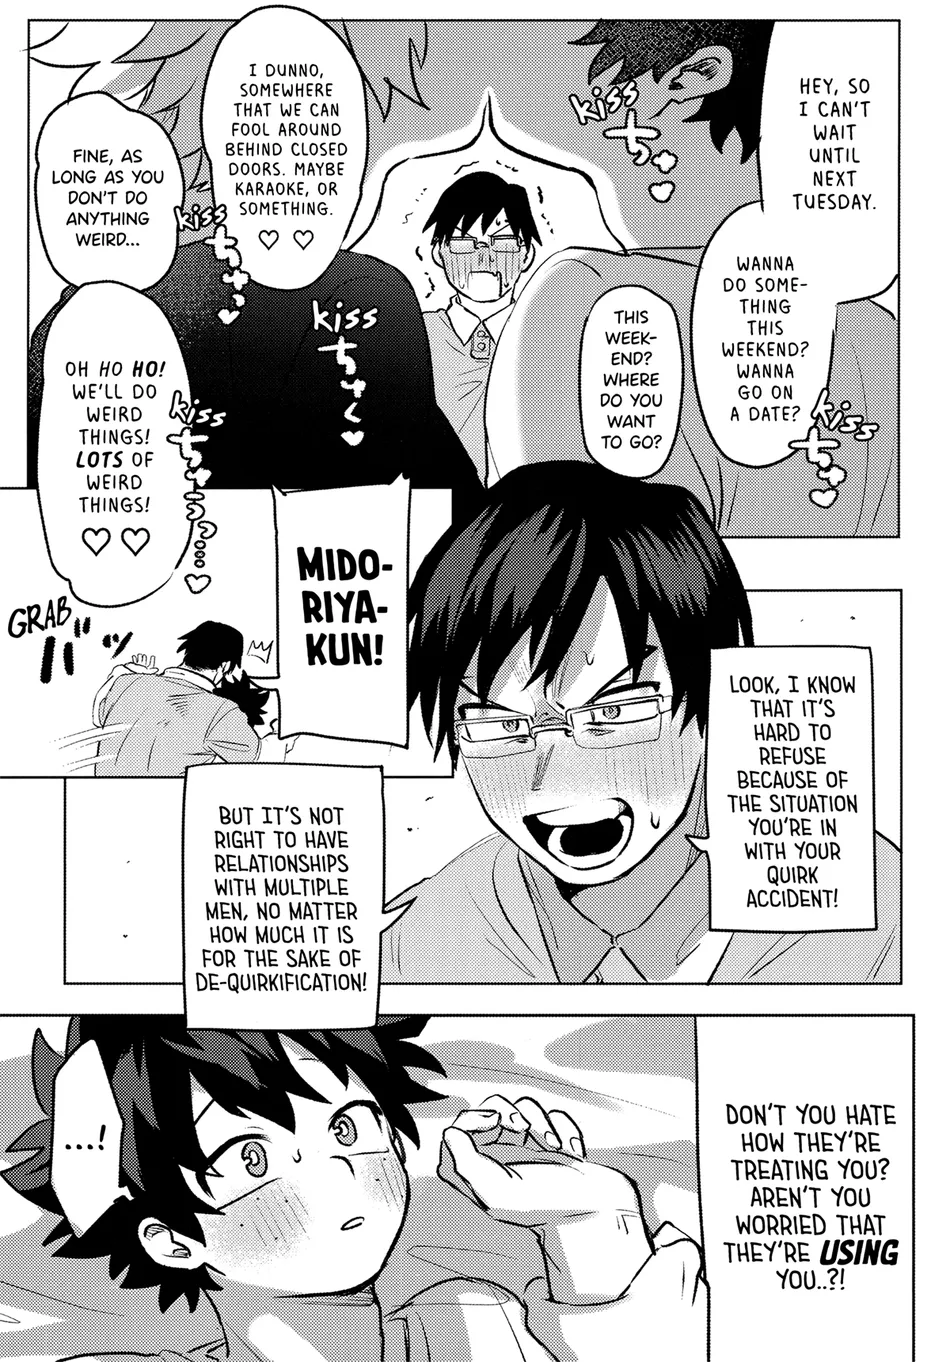 HEY, SO
I CAN'T
WAIT
UNTIL
NEXT
TUESDAY.
WANNA
DO SOME-
THING
THIS
WEEKEND?
WANNA
GO ON
A DATE?
kiss
ちゅ♡
kiss
ちゅ♡
THIS
WEEK-
END?
WHERE
DO YOU
WANT
TO GO?
I DUNNO,
SOMEWHERE
THAT WE CAN
FOOL AROUND
BEHIND CLOSED
DOORS. MAYBE
KARAOKE, OR
SOMETHING.
♡ ♡
kiss
ちゅく♡
FINE, AS
LONG AS YOU
DON'T DO
ANYTHING
WEIRD...
kiss
OH HO HO!
WE'LL DO
WEIRD
THINGS!
LOTS OF
WEIRD
THINGS!
♡ ♡
kiss
MIDO-
RIYA-
KUN!
GRAB
LOOK, I KNOW
THAT IT'S
HARD TO
REFUSE
BECAUSE OF
THE SITUATION
YOU'RE IN
WITH YOUR
QUIRK
ACCIDENT!
BUT IT'S NOT
RIGHT TO HAVE
RELATIONSHIPS
WITH MULTIPLE
MEN, NO MATTER
HOW MUCH IT IS
FOR THE SAKE OF
DE-QUIRKIFICATION!
DON'T YOU HATE
HOW THEY'RE
TREATING YOU?
AREN'T YOU
WORRIED THAT
THEY'RE USING
YOU..?!
....!